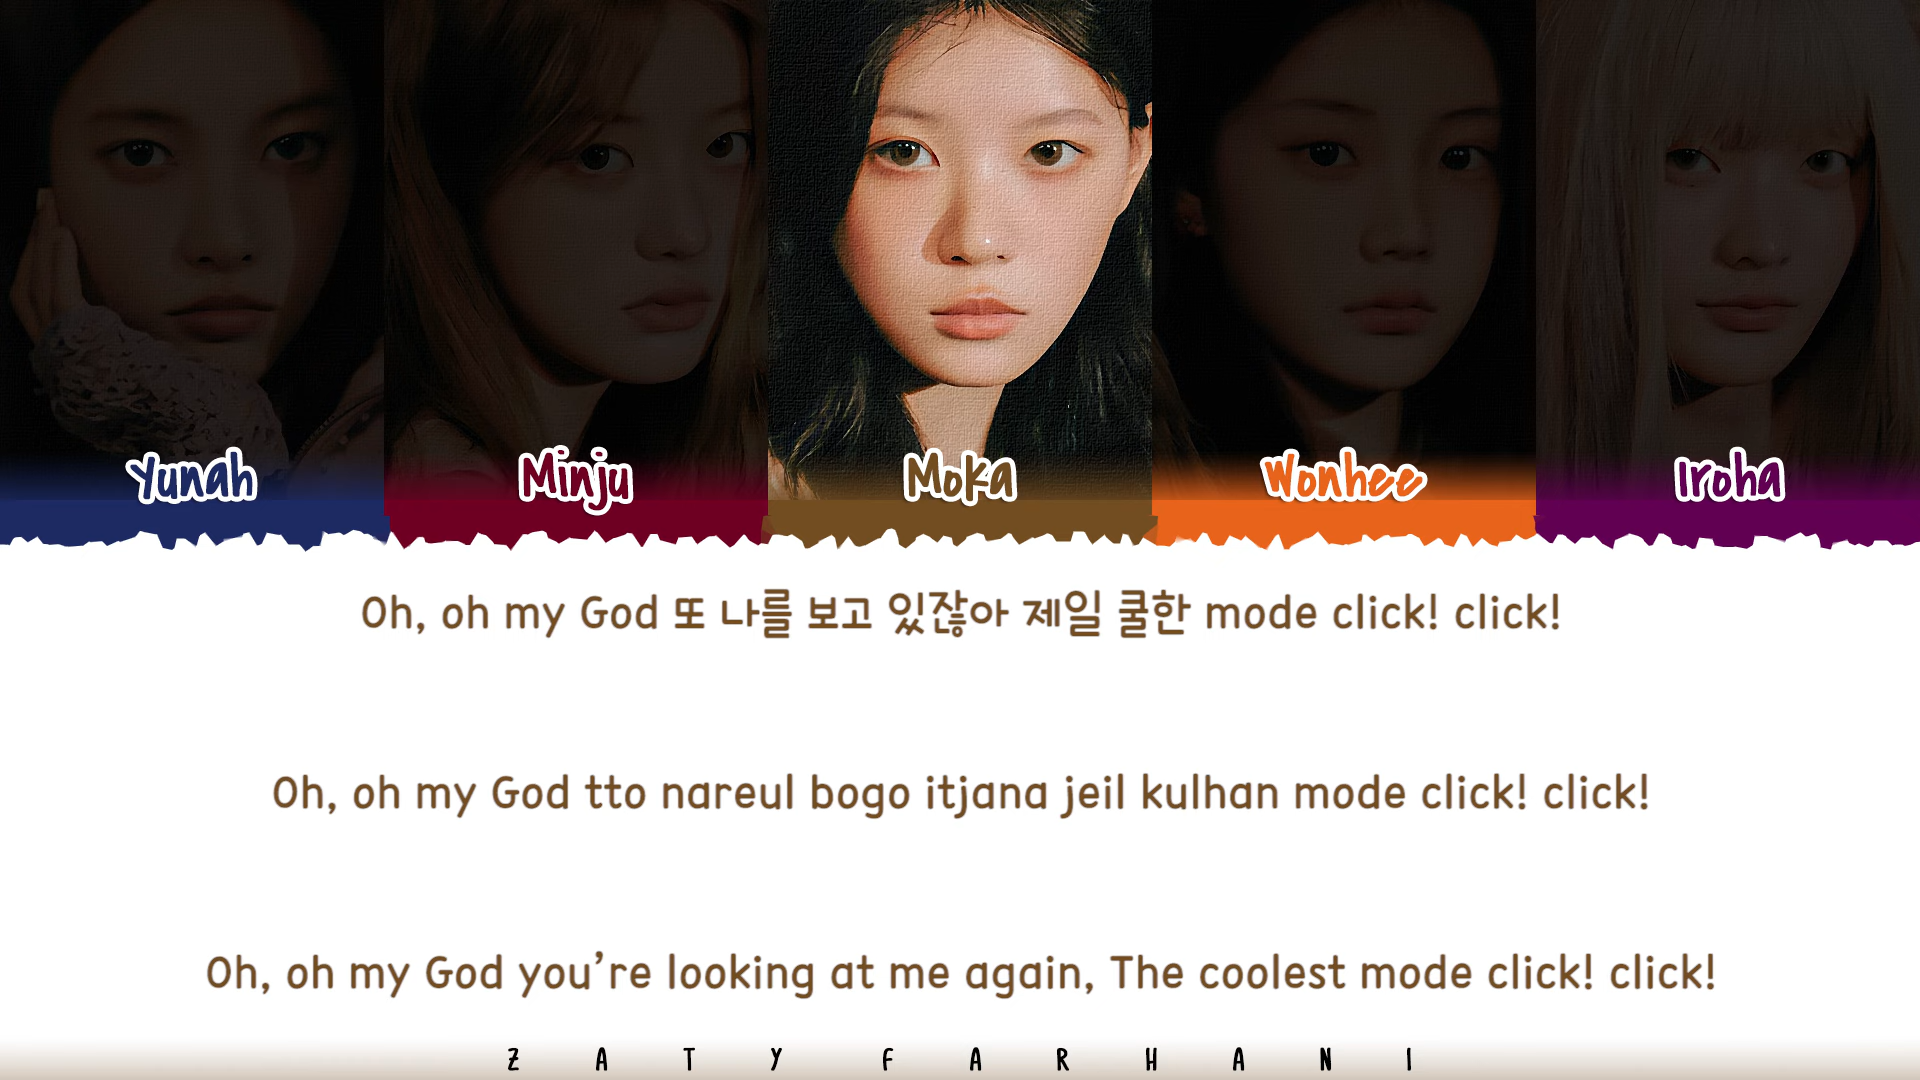 Yunah Minju Moka Wonhee Iroha
Oh, oh my God 또 나를 보고 있잖아 제일 쿨한 mode click! click!
Oh, oh my God tto nareul bogo itjana jeil kulhan mode click! click!
Oh, oh my God you’re looking at me again, The coolest mode click! click!
ZATY FARHANI